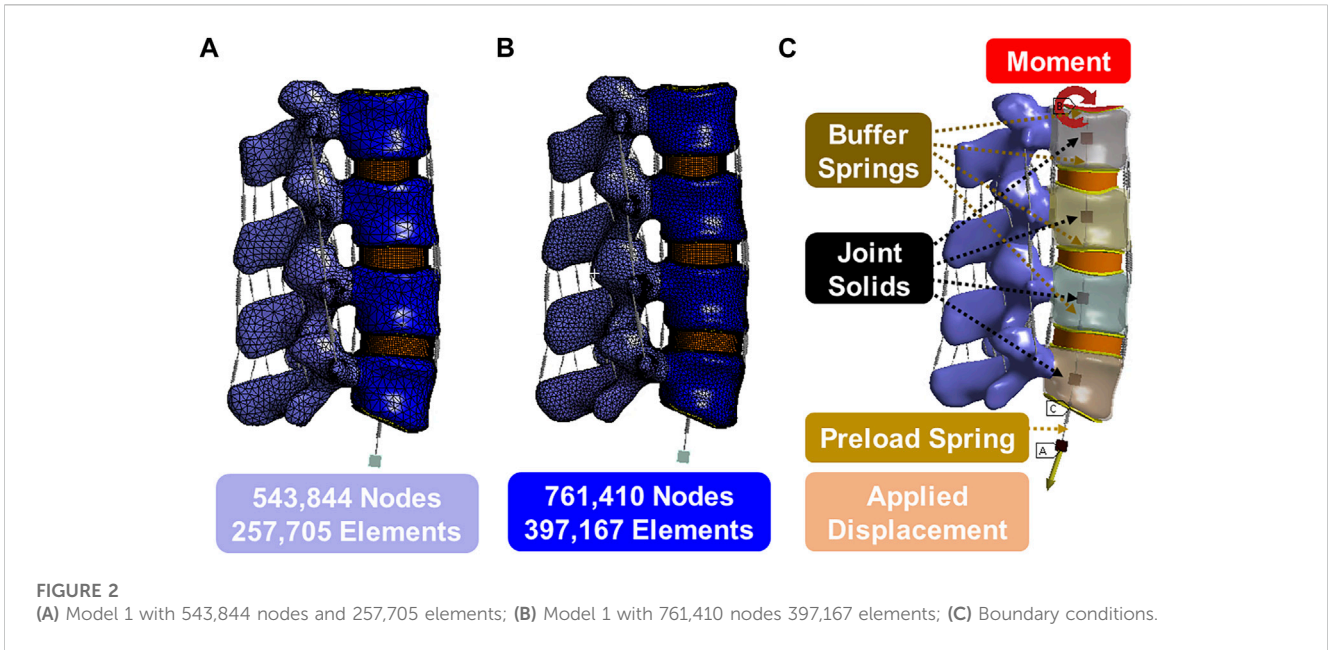 A
B
C
Moment
Buffer
Springs
Joint
Solids
Preload Spring
Applied
Displacement
B
C
A
543,844 Nodes
257,705 Elements
761,410 Nodes
397,167 Elements
FIGURE 2
(A) Model 1 with 543,844 nodes and 257,705 elements; (B) Model 1 with 761,410 nodes 397,167 elements; (C) Boundary conditions.